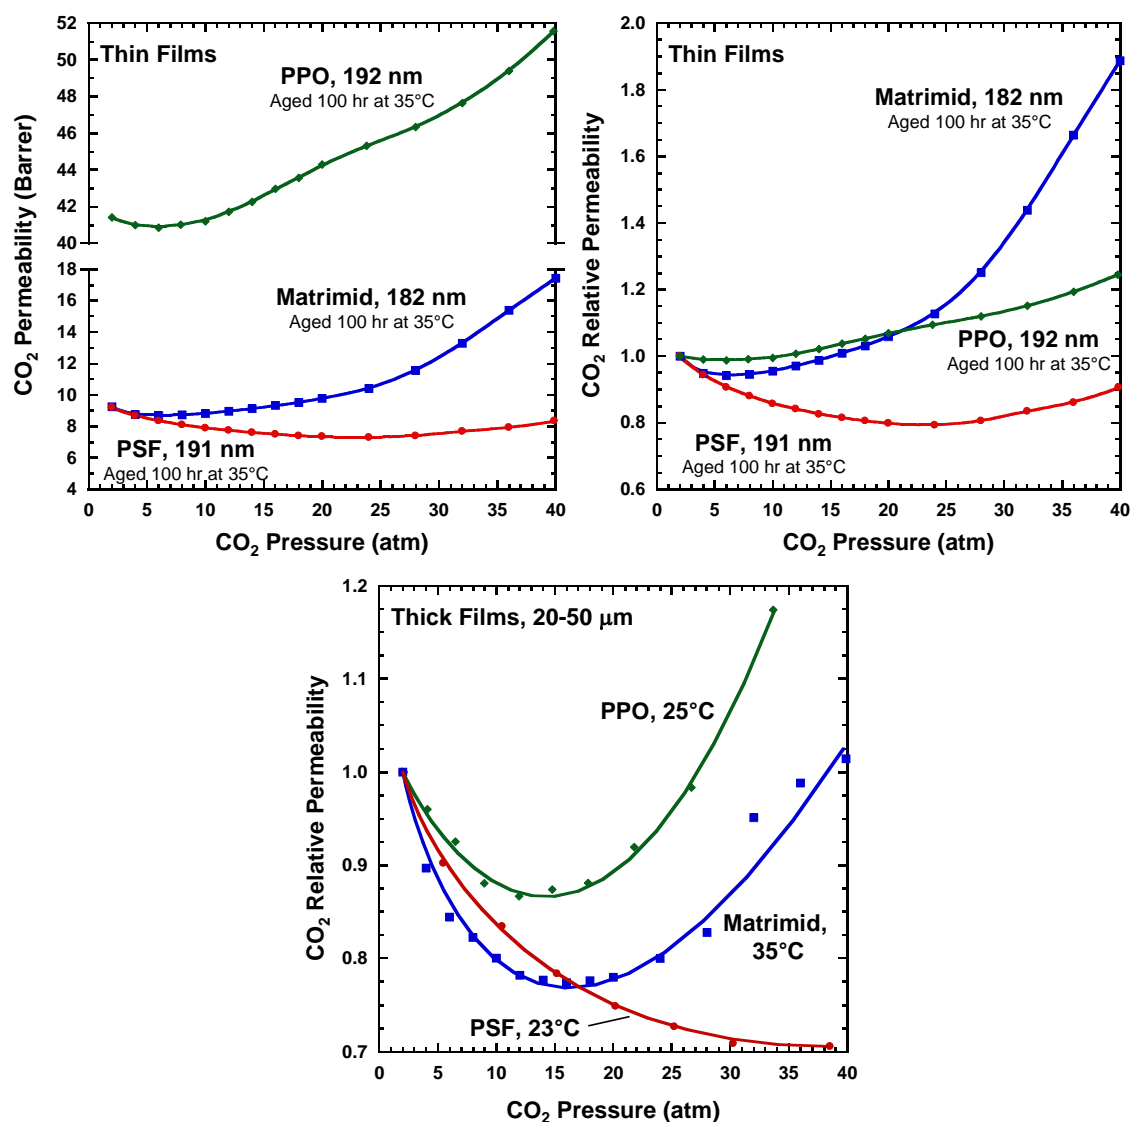 Thin Films
PPO, 192 nm
Aged 100 hr at 35°C
Matrimid, 182 nm
Aged 100 hr at 35°C
PSF, 191 nm
Aged 100 hr at 35°C
CO2 Permeability (Barrer)
52
50
48
46
44
42
40
18
16
14
12
10
8
6
4
0 5 10 15 20 25 30 35 40
CO2 Pressure (atm)
Thin Films
Matrimid, 182 nm
Aged 100 hr at 35°C
PPO, 192 nm
Aged 100 hr at 35°C
PSF, 191 nm
Aged 100 hr at 35°C
CO2 Relative Permeability
2.0
1.8
1.6
1.4
1.2
1.0
0.8
0.6
0 5 10 15 20 25 30 35 40
CO2 Pressure (atm)
Thick Films, 20-50 μm
PPO, 25°C
Matrimid,
35°C
PSF, 23°C
CO2 Relative Permeability
1.2
1.1
1.0
0.9
0.8
0.7
0 5 10 15 20 25 30 35 40
CO2 Pressure (atm)